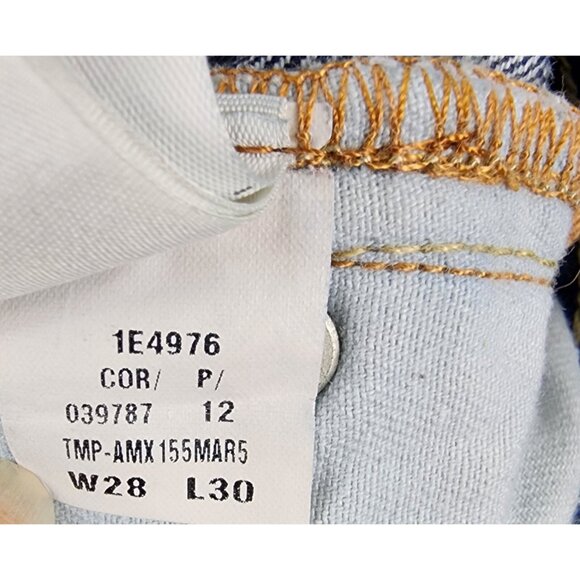 1E4976
COR/ P/
039787 12
TMP-AMX155MAR5
W28 L30